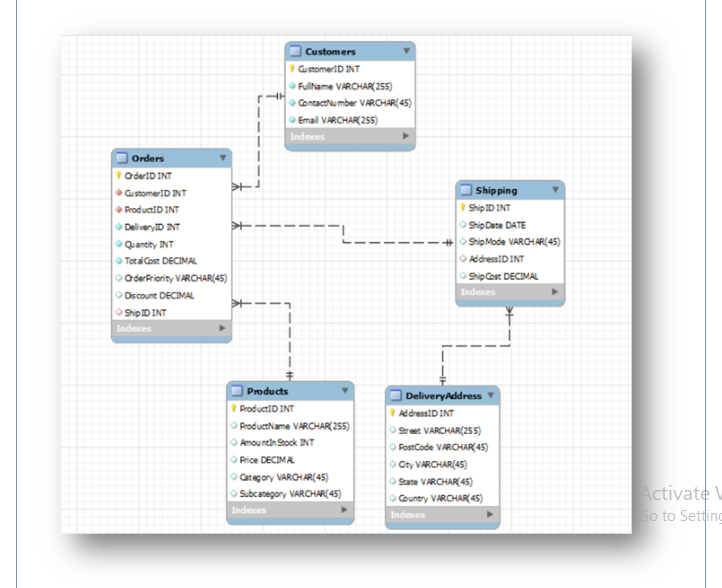 Customers
CustomerID INT
FullName VARCHAR(255)
ContactNumber VARCHAR(45)
Email VARCHAR(255)
Indexes
Orders
OrderID INT
CustomerID INT
ProductID INT
DeliveryID INT
Quantity INT
TotalCost DECIMAL
OrderPriority VARCHAR(45)
Discount DECIMAL
ShipID INT
Indexes
Shipping
ShipID INT
ShipDate DATE
ShipMode VARCHAR(45)
AddressID INT
ShipCost DECIMAL
Indexes
Products
ProductID INT
ProductName VARCHAR(255)
AmountInStock INT
Price DECIMAL
Category VARCHAR(45)
Subcategory VARCHAR(45)
Indexes
DeliveryAddress
AddressID INT
Street VARCHAR(255)
PostCode VARCHAR(45)
City VARCHAR(45)
State VARCHAR(45)
Country VARCHAR(45)
Indexes
Activate
Go to